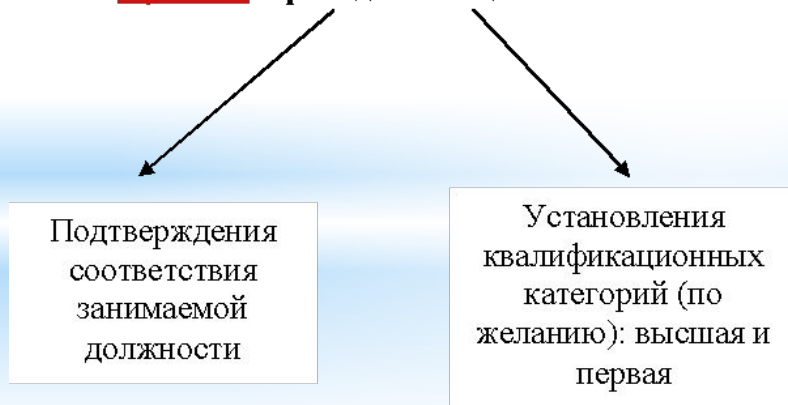 Подтверждения
соответствия
занимаемой
должности
Установления
квалификационных
категорий (по
желанию): высшая и
первая